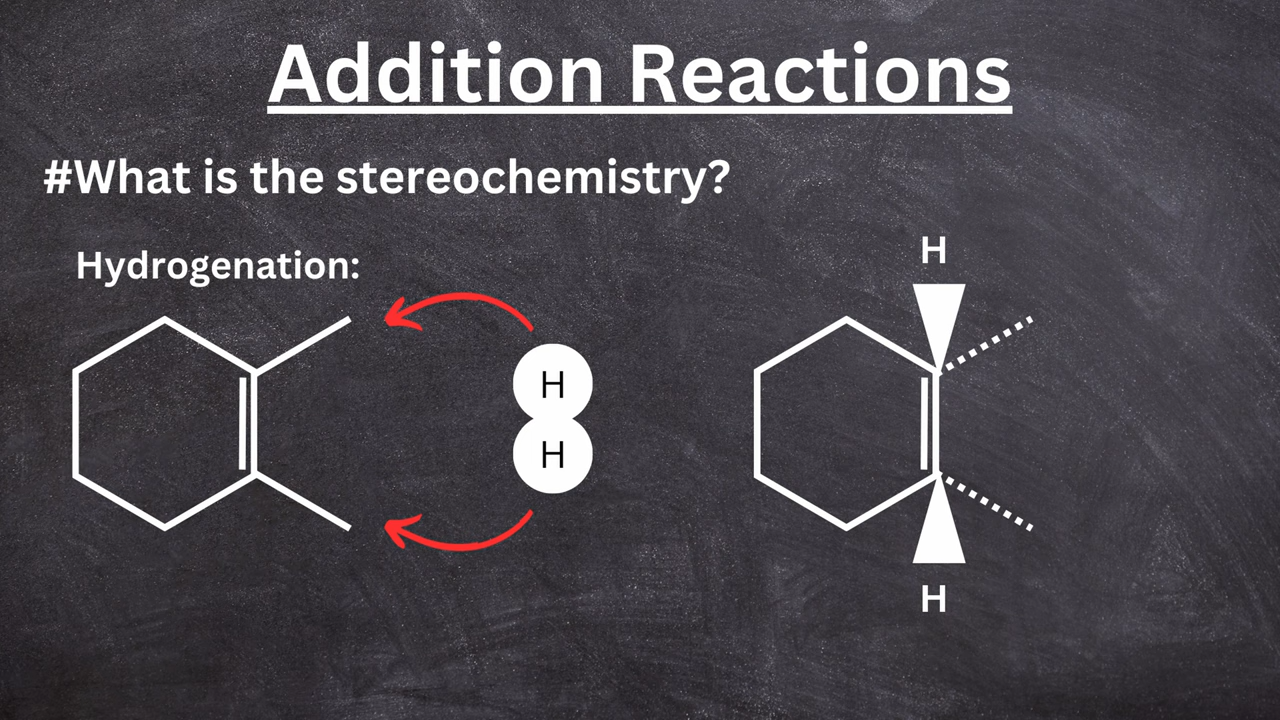 Addition Reactions
#What is the stereochemistry?
Hydrogenation:
H
H
H
H